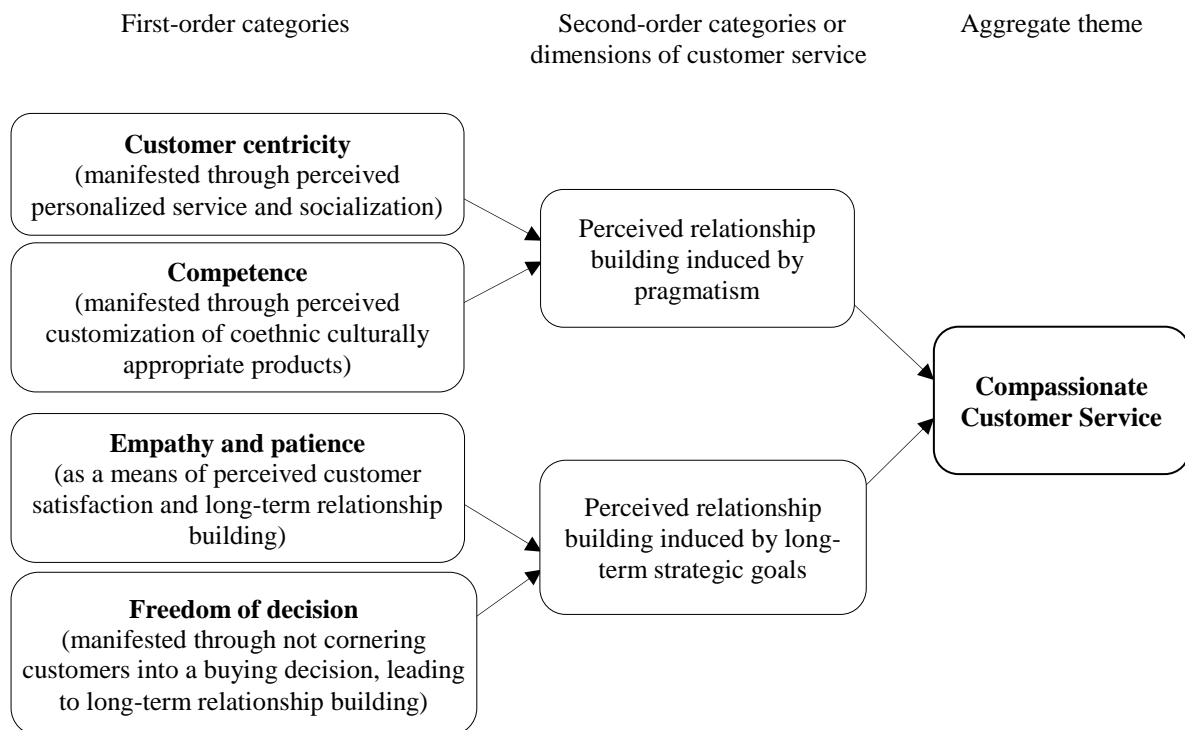 First-order categories
Second-order categories or
dimensions of customer service
Aggregate theme
Customer centricity
(manifested through perceived
personalized service and socialization)
Competence
(manifested through perceived
customization of coethnic culturally
appropriate products)
Empathy and patience
(as a means of perceived customer
satisfaction and long-term relationship
building)
Freedom of decision
(manifested through not cornering
customers into a buying decision, leading
to long-term relationship building)
Perceived relationship
building induced by
pragmatism
Perceived relationship
building induced by long-
term strategic goals
Compassionate
Customer Service